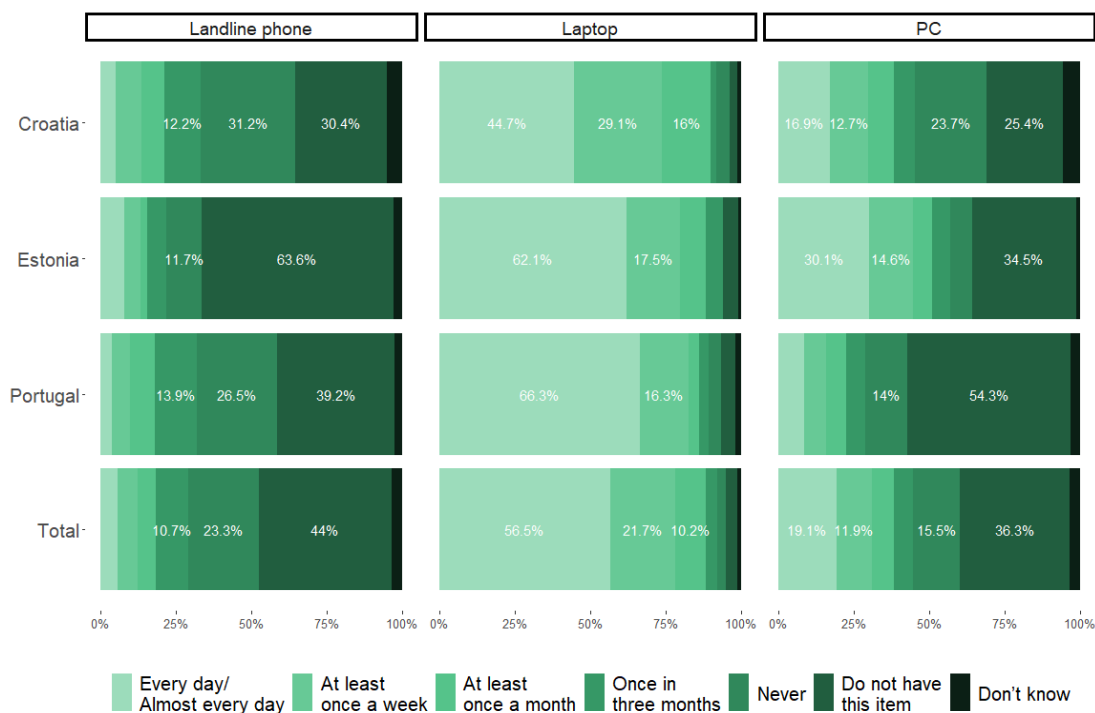 Landline phone Laptop PC
Croatia 12.2% 31.2% 30.4% 44.7% 29.1% 16% 16.9% 12.7% 23.7% 25.4%
Estonia 11.7% 63.6% 62.1% 17.5% 30.1% 14.6% 34.5%
Portugal 13.9% 26.5% 39.2% 66.3% 16.3% 14% 54.3%
Total 10.7% 23.3% 44% 56.5% 21.7% 10.2% 19.1% 11.9% 15.5% 36.3%
0% 25% 50% 75% 100% 0% 25% 50% 75% 100% 0% 25% 50% 75% 100%
Every day/
Almost every day
At least
once a week
At least
once a month
Once in
three months
Never
Do not have
this item
Don't know